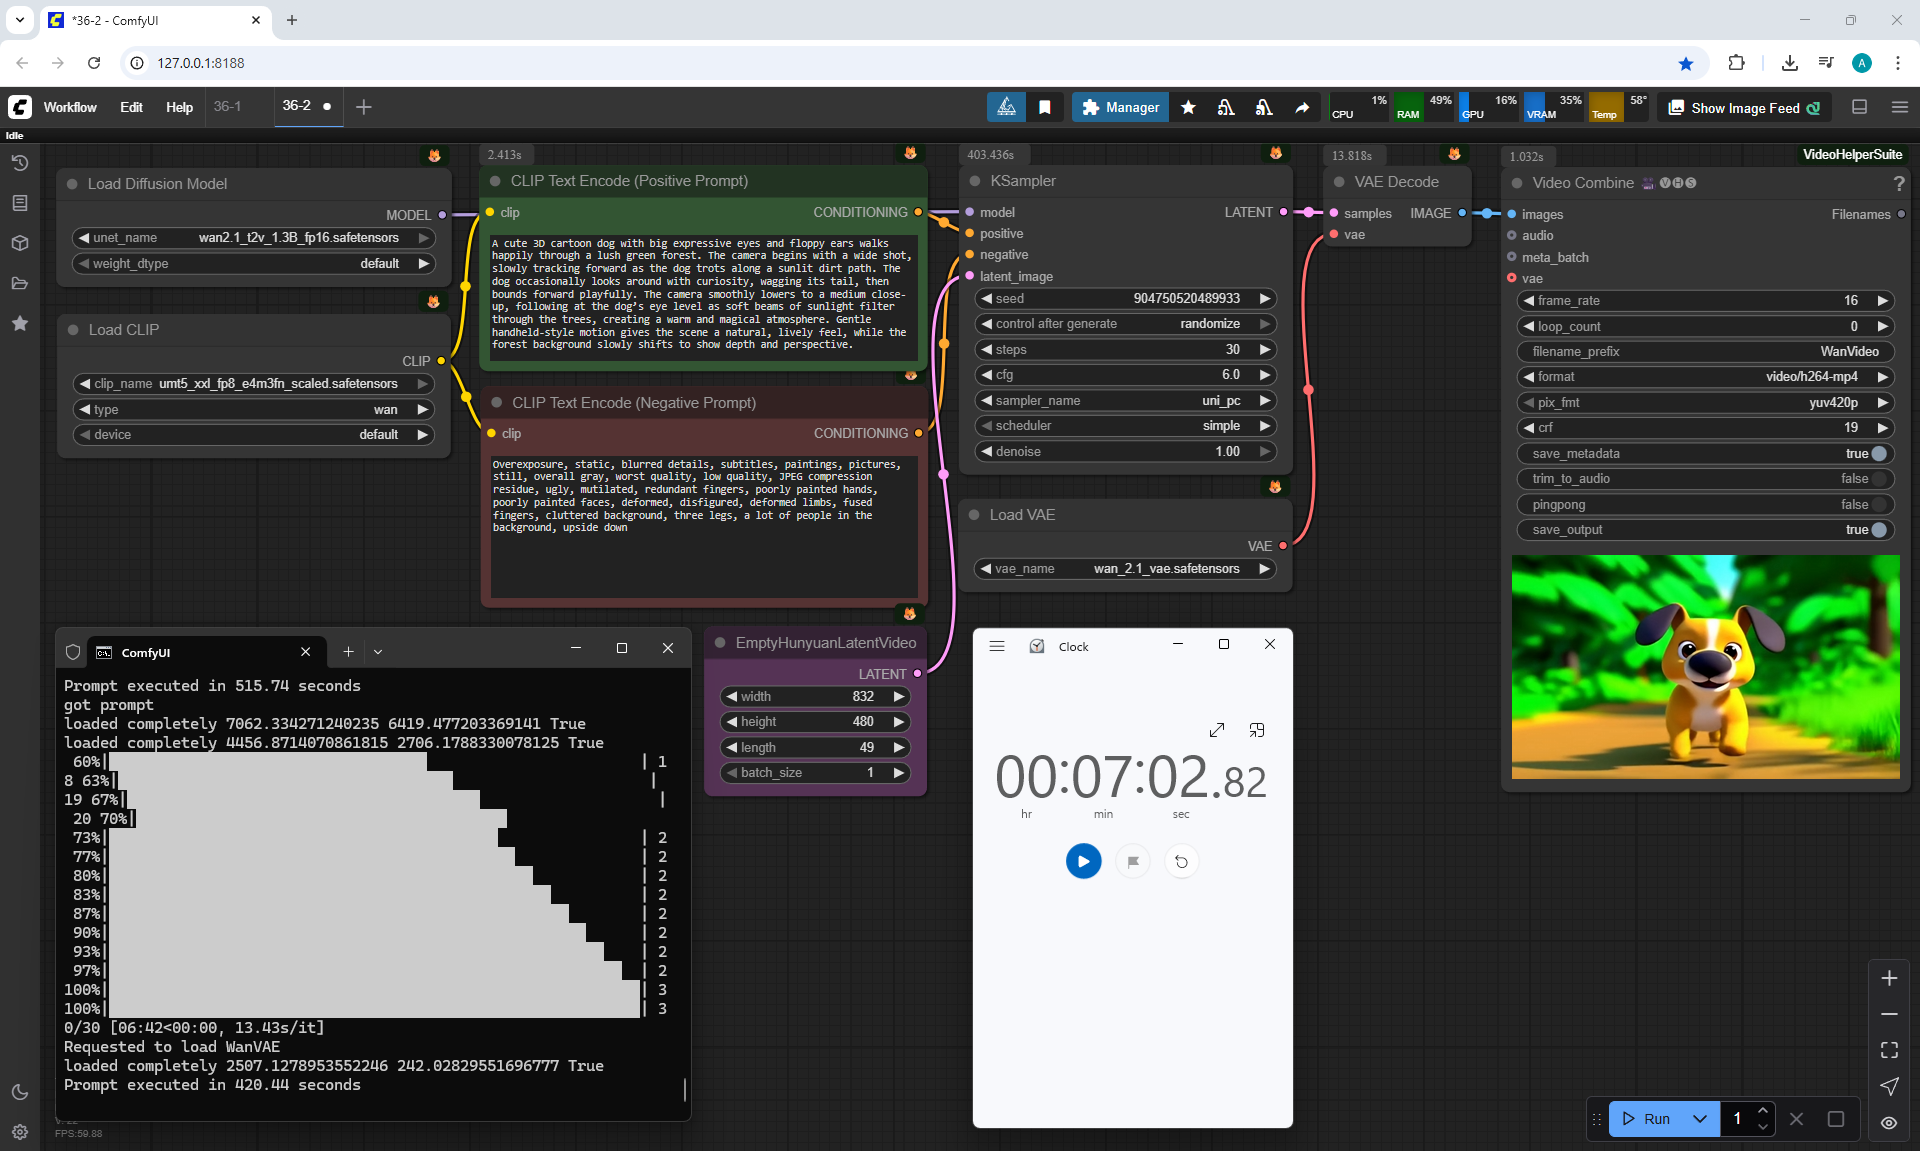 *36-2 - ComfyUI
127.0.0.1:8188
A
Workflow Edit Help 36-1 36-2
Manager
CPU 1% RAM 49% GPU 16% VRAM 35% Temp 58°
Show Image Feed
Idle
Load Diffusion Model
MODEL
unet_name wan2.1_t2v_1.3B_fp16.safetensors
weight_dtype default
Load CLIP
CLIP
clip_name umt5_xxl_fp8_e4m3fn_scaled.safetensors
type wan
device default
2.413s
CLIP Text Encode (Positive Prompt)
clip CONDITIONING
A cute 3D cartoon dog with big expressive eyes and floppy ears walks
happily through a lush green forest. The camera begins with a wide shot,
slowly tracking forward as the dog trots along a sunlit dirt path. The
dog occasionally looks around with curiosity, wagging its tail, then
bounds forward playfully. The camera smoothly lowers to a medium close-
up, following at the dog's eye level as soft beams of sunlight filter
through the trees, creating a warm and magical atmosphere. Gentle
handheld-style motion gives the scene a natural, lively feel, while the
forest background slowly shifts to show depth and perspective.
CLIP Text Encode (Negative Prompt)
clip CONDITIONING
Overexposure, static, blurred details, subtitles, paintings, pictures,
still, overall gray, worst quality, low quality, JPEG compression
residue, ugly, mutilated, redundant fingers, poorly painted hands,
poorly painted faces, deformed, disfigured, deformed limbs, fused
fingers, cluttered background, three legs, a lot of people in the
background, upside down
EmptyHunyuanLatentVideo
LATENT
width 832
height 480
length 49
batch_size 1
403.436s
KSampler
model LATENT
positive
negative
latent_image
seed 904750520489933
control after generate randomize
steps 30
cfg 6.0
sampler_name uni_pc
scheduler simple
denoise 1.00
Load VAE
VAE
vae_name wan_2.1_vae.safetensors
13.818s
VAE Decode
samples IMAGE
vae
1.032s
VideoHelperSuite
Video Combine VHS ?
images Filenames
audio
meta_batch
vae
frame_rate 16
loop_count 0
filename_prefix WanVideo
format video/h264-mp4
pix_fmt yuv420p
crf 19
save_metadata true
trim_to_audio false
pingpong false
save_output true
ComfyUI
Prompt executed in 515.74 seconds
got prompt
loaded completely 7062.334271240235 6419.477203369141 True
loaded completely 4456.8714070861815 2706.1788330078125 True
60%| | 1
8 63%| |
19 67%| |
20 70%|
73%| | 2
77%| | 2
80%| | 2
83%| | 2
87%| | 2
90%| | 2
93%| | 2
97%| | 2
100%| | 3
100%| | 3
0/30 [06:42<00:00, 13.43s/it]
Requested to load WanVAE
loaded completely 2507.1278953552246 242.02829551696777 True
Prompt executed in 420.44 seconds
FPS:59.88
Clock
00:07:02.82
hr min sec
Run 1